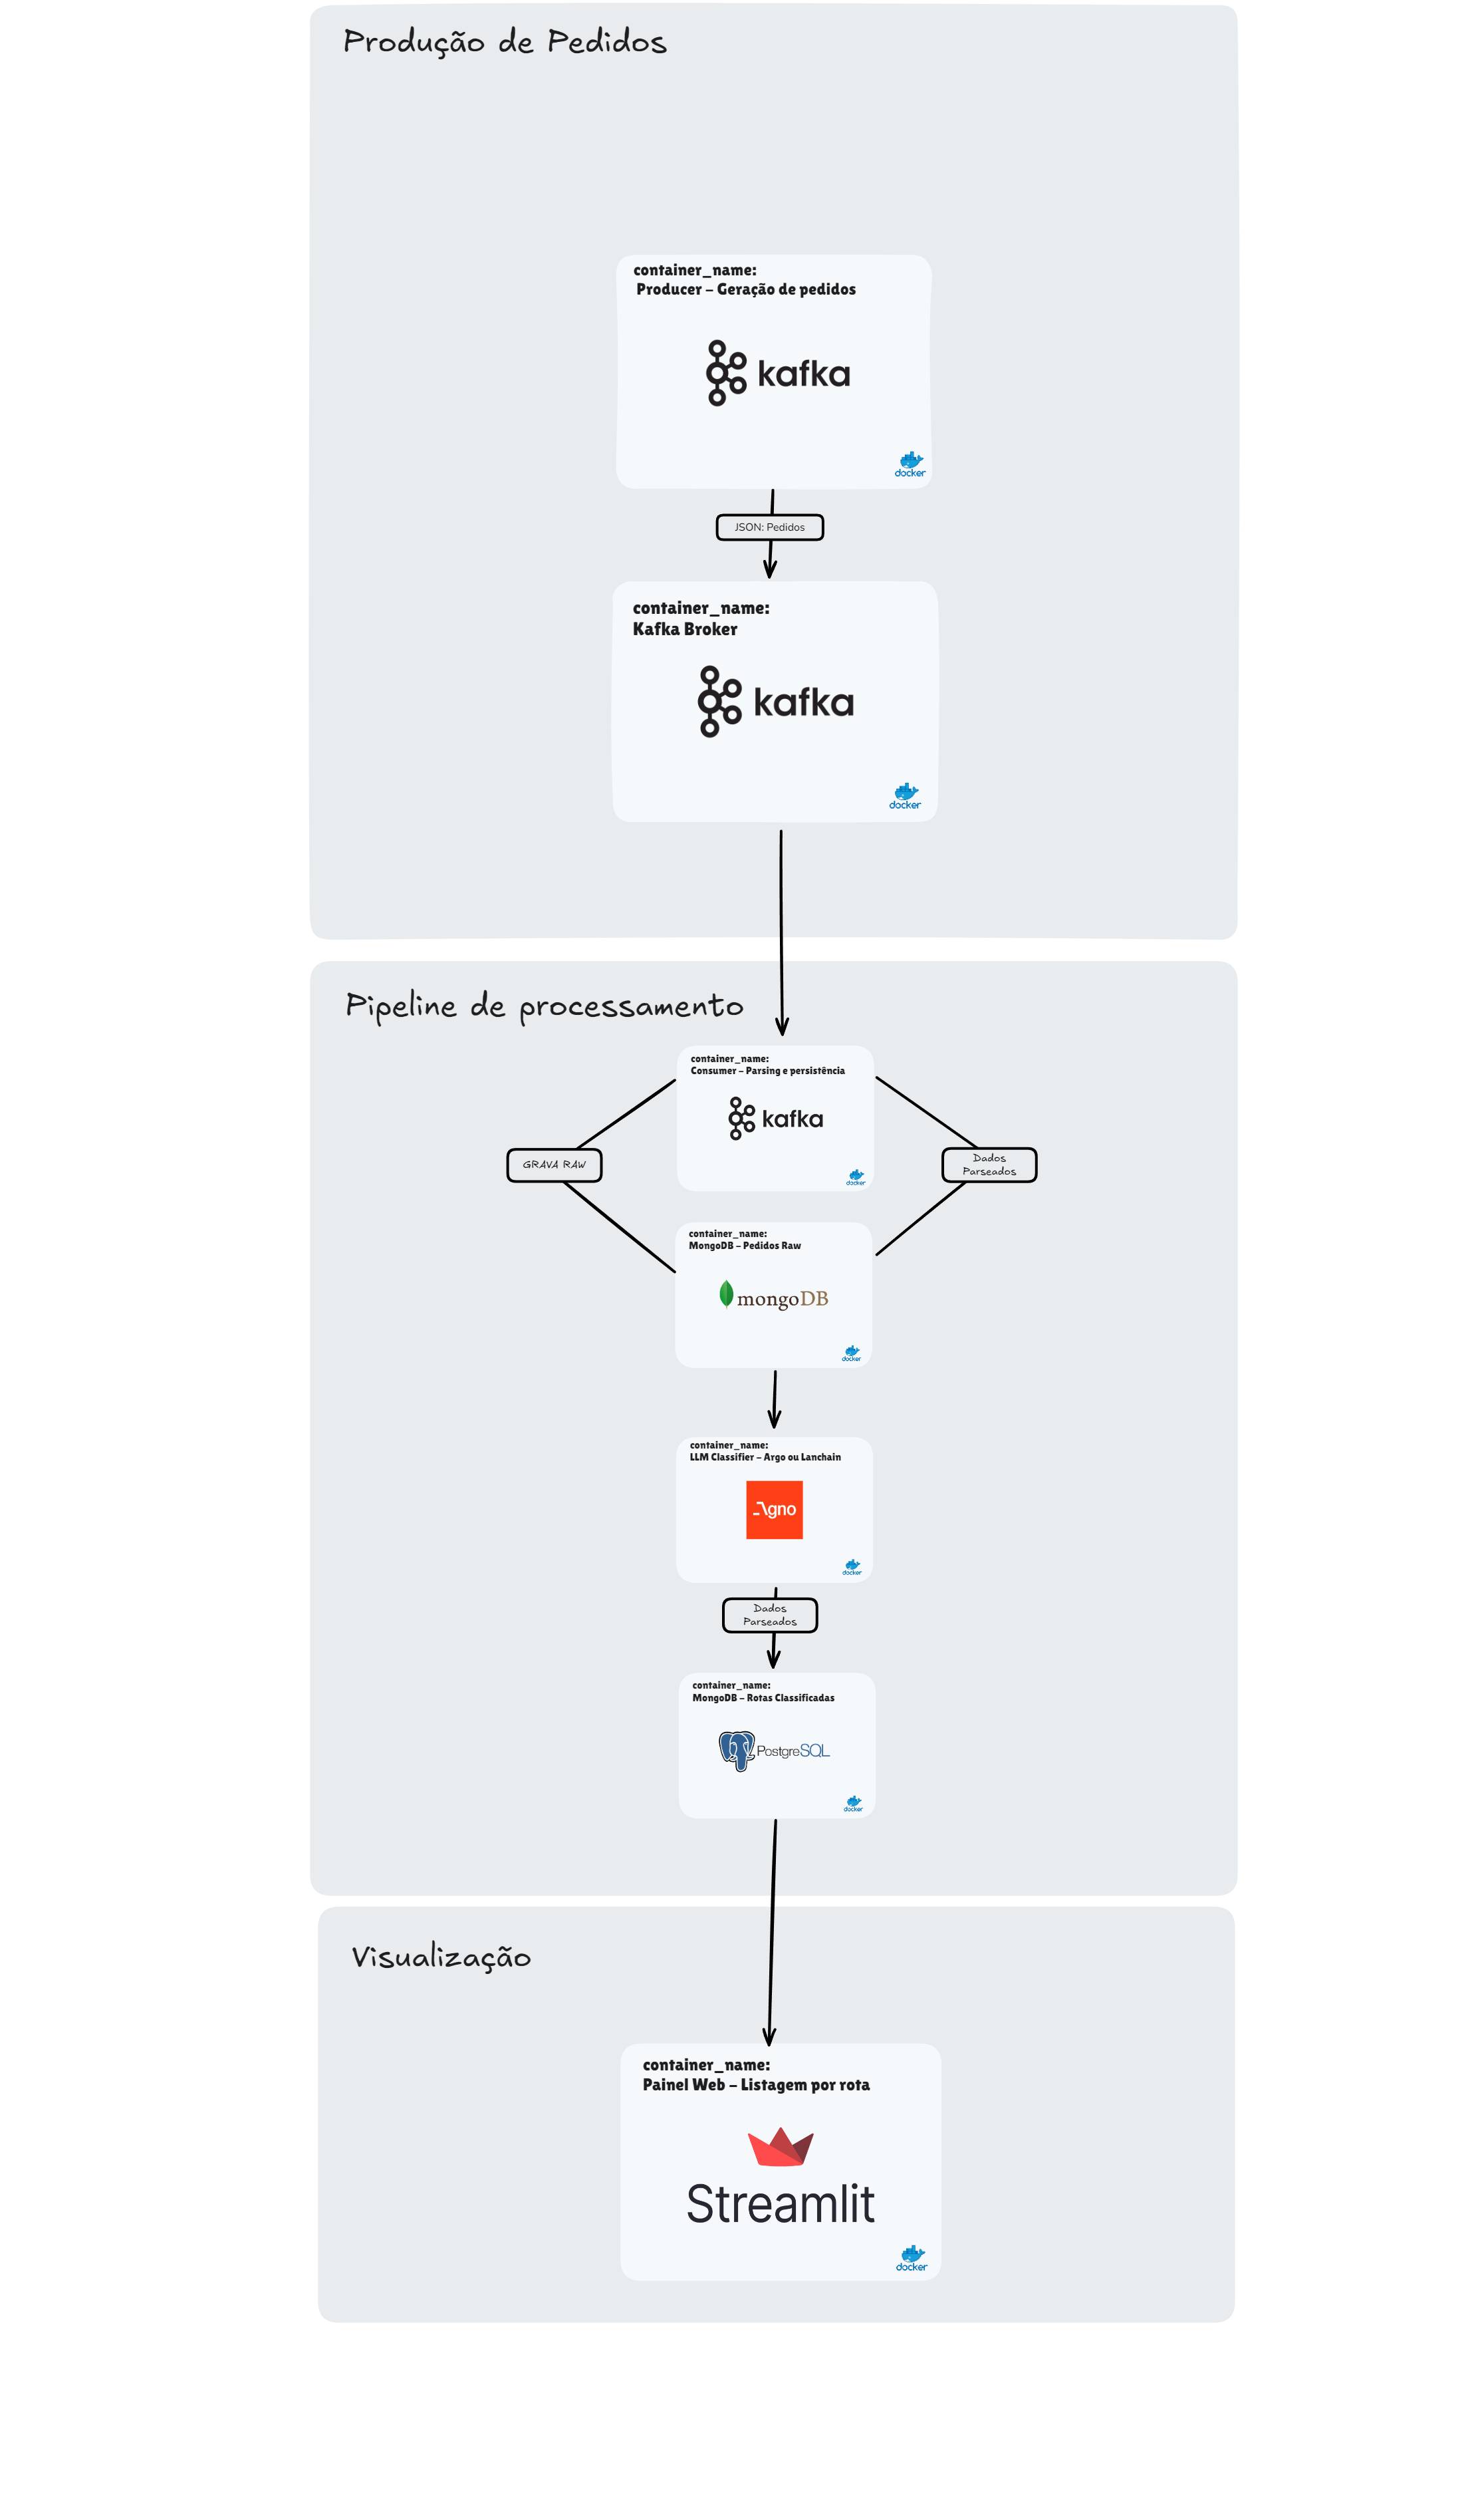 Produção de Pedidos
container_name:
Producer - Geração de pedidos
kafka
docker
JSON: Pedidos
container_name:
Kafka Broker
kafka
docker
Pipeline de processamento
container_name:
Consumer - Parsing e persistência
kafka
docker
GRAVA RAW
Dados
Parseados
container_name:
MongoDB - Pedidos Raw
mongoDB
docker
container_name:
LLM Classifier - Argo ou Lanchain
Agno
docker
Dados
Parseados
container_name:
MongoDB - Rotas Classificadas
PostgreSQL
docker
Visualização
container_name:
Painel Web - Listagem por rota
Streamlit
docker